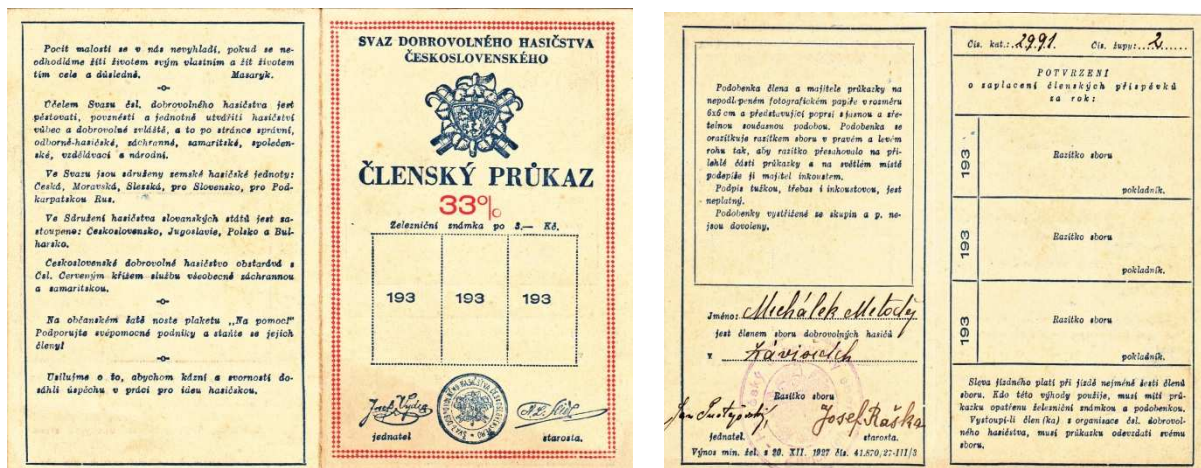 Pocit malosti se v nás nevyhladí, pokud se ne-
odhodláme žíti životem svým vlastním a žít životem
tím cele a důsledně. Masaryk.
-o-
Účelem Svazu čsl. dobrovolného hasičstva jest
pěstovati, povznésti a jednotně utvářiti hasičství
vůbec a dobrovolné zvláště, a to po stránce správní,
odborně-hasičské, záchranné, samaritské, společen-
ské, vzdělávací a národní.
Ve Svazu jsou sdruženy zemské hasičské jednoty:
Česká, Moravská, Slezská, pro Slovensko, pro Pod-
karpatskou Rus.
Ve Sdružení hasičstva slovanských států jest za-
stoupeno: Československo, Jugoslavie, Polsko a Bul-
harsko.
Československé dobrovolné hasičstvo obstarává s
Čsl. Červeným křížem službu všeobecně záchrannou
a samaritskou.
-o-
Na občanském šatě noste plaketu „Na pomoc!"
Podporujte svépomocné podniky a staňte se jejich
členy!
-o-
Usilujme o to, abychom kázní a svorností do-
sáhli úspěchu v práci pro ideu hasičskou.
SVAZ DOBROVOLNÉHO HASIČSTVA
ČESKOSLOVENSKÉHO
ČLENSKÝ PRŮKAZ
33%
Železniční známka po 3.— Kč.
193 193 193
SVAZ DOBROVOLNÉHO HASIČSTVA ČESKOSLOVENSKÉHO
jednatel starosta.
Podobenka člena a majitele průkazky na
nepodlepeném fotografickém papíře v rozměru
6x6 cm a představující poprsí s jasnou a zře-
telnou současnou podobou. Podobenka se
orazítkuje razítkem sboru v pravém a levém
rohu tak, aby razítko přesahovalo na při-
lehlé části průkazky a na světlém místě
podepíše ji majitel inkoustem.
Podpis tužkou, třebas i inkoustovou, jest
neplatný.
Podobenky vystřižené se skupin a p. ne-
jsou dovoleny.
Jméno: Michálek Metoděj
jest členem sboru dobrovolných hasičů
v Závišicích
Razítko sboru
Jan Josef Raška
jednatel. starosta.
Výnos min. žel. z 20. XII. 1927 čís. 41.870,27-III/3
Čís. kat.: 2991. Čís. župy: 2
POTVRZENÍ
o zaplacení členských příspěvků
za rok:
193
Razítko sboru
pokladník.
193
Razítko sboru
pokladník.
193
Razítko sboru
pokladník.
Sleva jízdného platí při jízdě nejméně šesti členů
sboru. Kdo této výhody použije, musí míti prů-
kazku opatřenu železniční známkou a podobenkou.
Vystoupí-li člen (ka) z organisace čsl. dobrovol-
ného hasičstva, musí průkazku odevzdati svému
sboru.